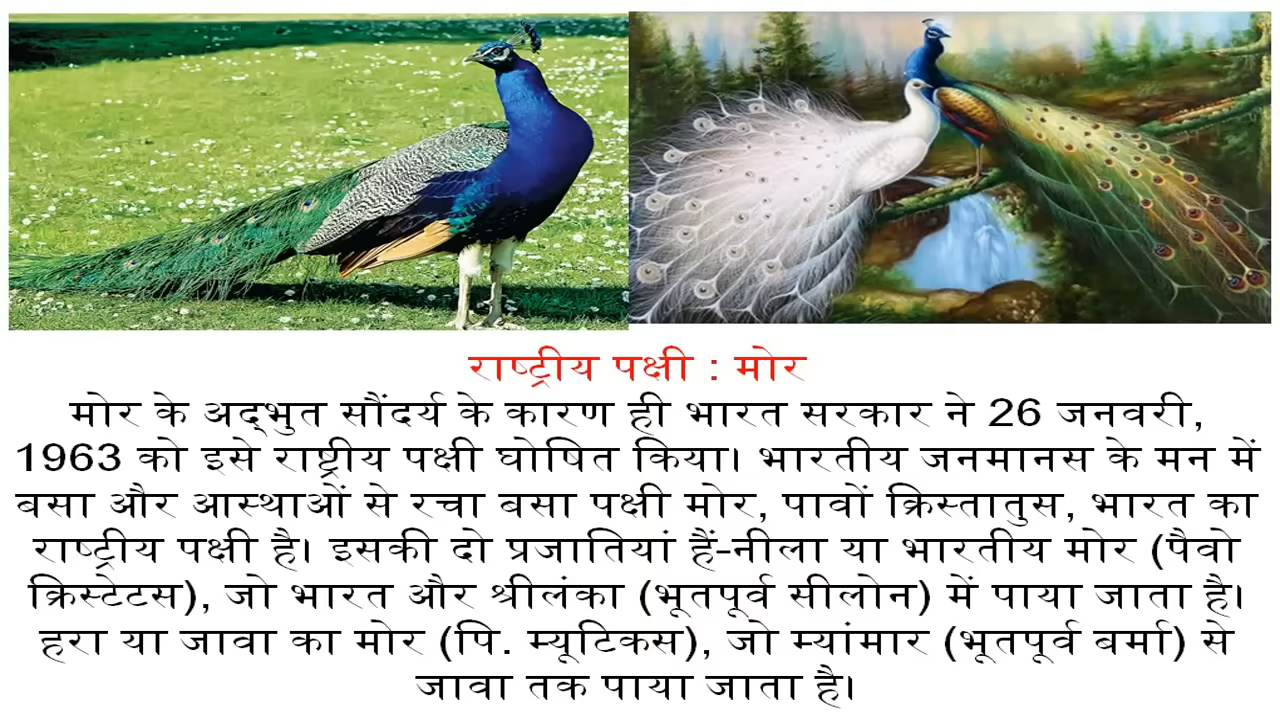 राष्ट्रीय पक्षी : मोर
मोर के अद्भुत सौंदर्य के कारण ही भारत सरकार ने 26 जनवरी,
1963 को इसे राष्ट्रीय पक्षी घोषित किया। भारतीय जनमानस के मन में
बसा और आस्थाओं से रचा बसा पक्षी मोर, पावों क्रिस्तातुस, भारत का
राष्ट्रीय पक्षी है। इसकी दो प्रजातियां हैं-नीला या भारतीय मोर (पैवो
क्रिस्टेटस), जो भारत और श्रीलंका (भूतपूर्व सीलोन) में पाया जाता है।
हरा या जावा का मोर (पि. म्यूटिकस), जो म्यांमार (भूतपूर्व बर्मा) से
जावा तक पाया जाता है।